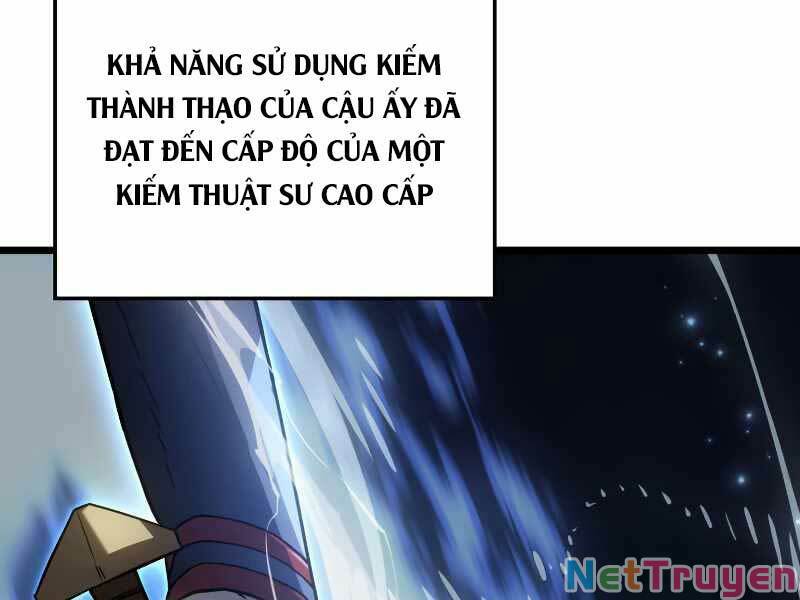 KHẢ NĂNG SỬ DỤNG KIẾM
THÀNH THẠO CỦA CẬU ẤY ĐÃ
ĐẠT ĐẾN CẤP ĐỘ CỦA MỘT
KIẾM THUẬT SƯ CAO CẤP
NetTruyen